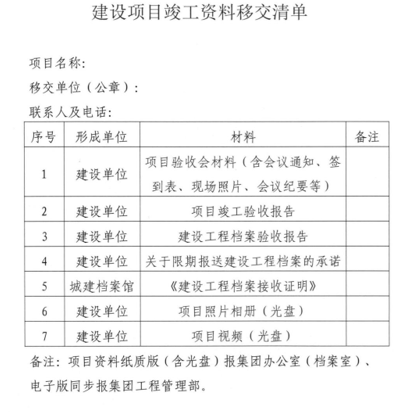 建设项目竣工资料移交清单
项目名称:
移交单位（公章）:
联系人及电话:
序号 形成单位 材料 备注
1 建设单位 项目验收会材料（含会议通知、签
到表、现场照片、会议纪要等）
2 建设单位 项目竣工验收报告
3 建设单位 建设工程档案验收报告
4 建设单位 关于限期报送建设工程档案的承诺
5 城建档案馆 《建设工程档案接收证明》
6 建设单位 项目照片相册（光盘）
7 建设单位 项目视频（光盘）
备注：项目资料纸质版（含光盘）报集团办公室（档案室）、
电子版同步报集团工程管理部。